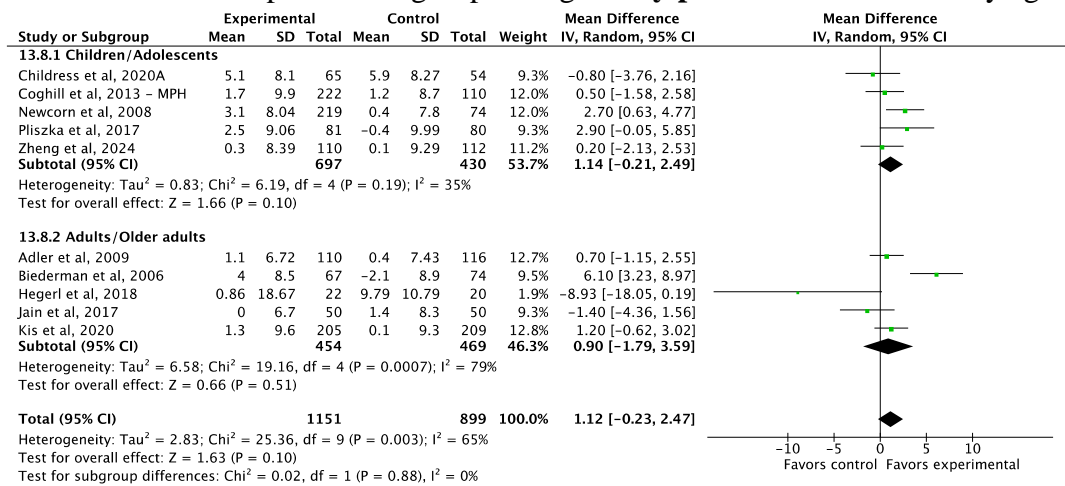 Experimental Control Mean Difference Mean Difference
Study or Subgroup Mean SD Total Mean SD Total Weight IV, Random, 95% CI IV, Random, 95% CI
13.8.1 Children/Adolescents
Childress et al, 2020A 5.1 8.1 65 5.9 8.27 54 9.3% −0.80 [−3.76, 2.16]
Coghill et al, 2013 – MPH 1.7 9.9 222 1.2 8.7 110 12.0% 0.50 [−1.58, 2.58]
Newcorn et al, 2008 3.1 8.04 219 0.4 7.8 74 12.0% 2.70 [0.63, 4.77]
Pliszka et al, 2017 2.5 9.06 81 −0.4 9.99 80 9.3% 2.90 [−0.05, 5.85]
Zheng et al, 2024 0.3 8.39 110 0.1 9.29 112 11.2% 0.20 [−2.13, 2.53]
Subtotal (95% CI) 697 430 53.7% 1.14 [−0.21, 2.49]
Heterogeneity: Tau² = 0.83; Chi² = 6.19, df = 4 (P = 0.19); I² = 35%
Test for overall effect: Z = 1.66 (P = 0.10)
13.8.2 Adults/Older adults
Adler et al, 2009 1.1 6.72 110 0.4 7.43 116 12.7% 0.70 [−1.15, 2.55]
Biederman et al, 2006 4 8.5 67 −2.1 8.9 74 9.5% 6.10 [3.23, 8.97]
Hegerl et al, 2018 0.86 18.67 22 9.79 10.79 20 1.9% −8.93 [−18.05, 0.19]
Jain et al, 2017 0 6.7 50 1.4 8.3 50 9.3% −1.40 [−4.36, 1.56]
Kis et al, 2020 1.3 9.6 205 0.1 9.3 209 12.8% 1.20 [−0.62, 3.02]
Subtotal (95% CI) 454 469 46.3% 0.90 [−1.79, 3.59]
Heterogeneity: Tau² = 6.58; Chi² = 19.16, df = 4 (P = 0.0007); I² = 79%
Test for overall effect: Z = 0.66 (P = 0.51)
Total (95% CI) 1151 899 100.0% 1.12 [−0.23, 2.47]
Heterogeneity: Tau² = 2.83; Chi² = 25.36, df = 9 (P = 0.003); I² = 65%
Test for overall effect: Z = 1.63 (P = 0.10)
Test for subgroup differences: Chi² = 0.02, df = 1 (P = 0.88), I² = 0%
−10 −5 0 5 10
Favors control Favors experimental